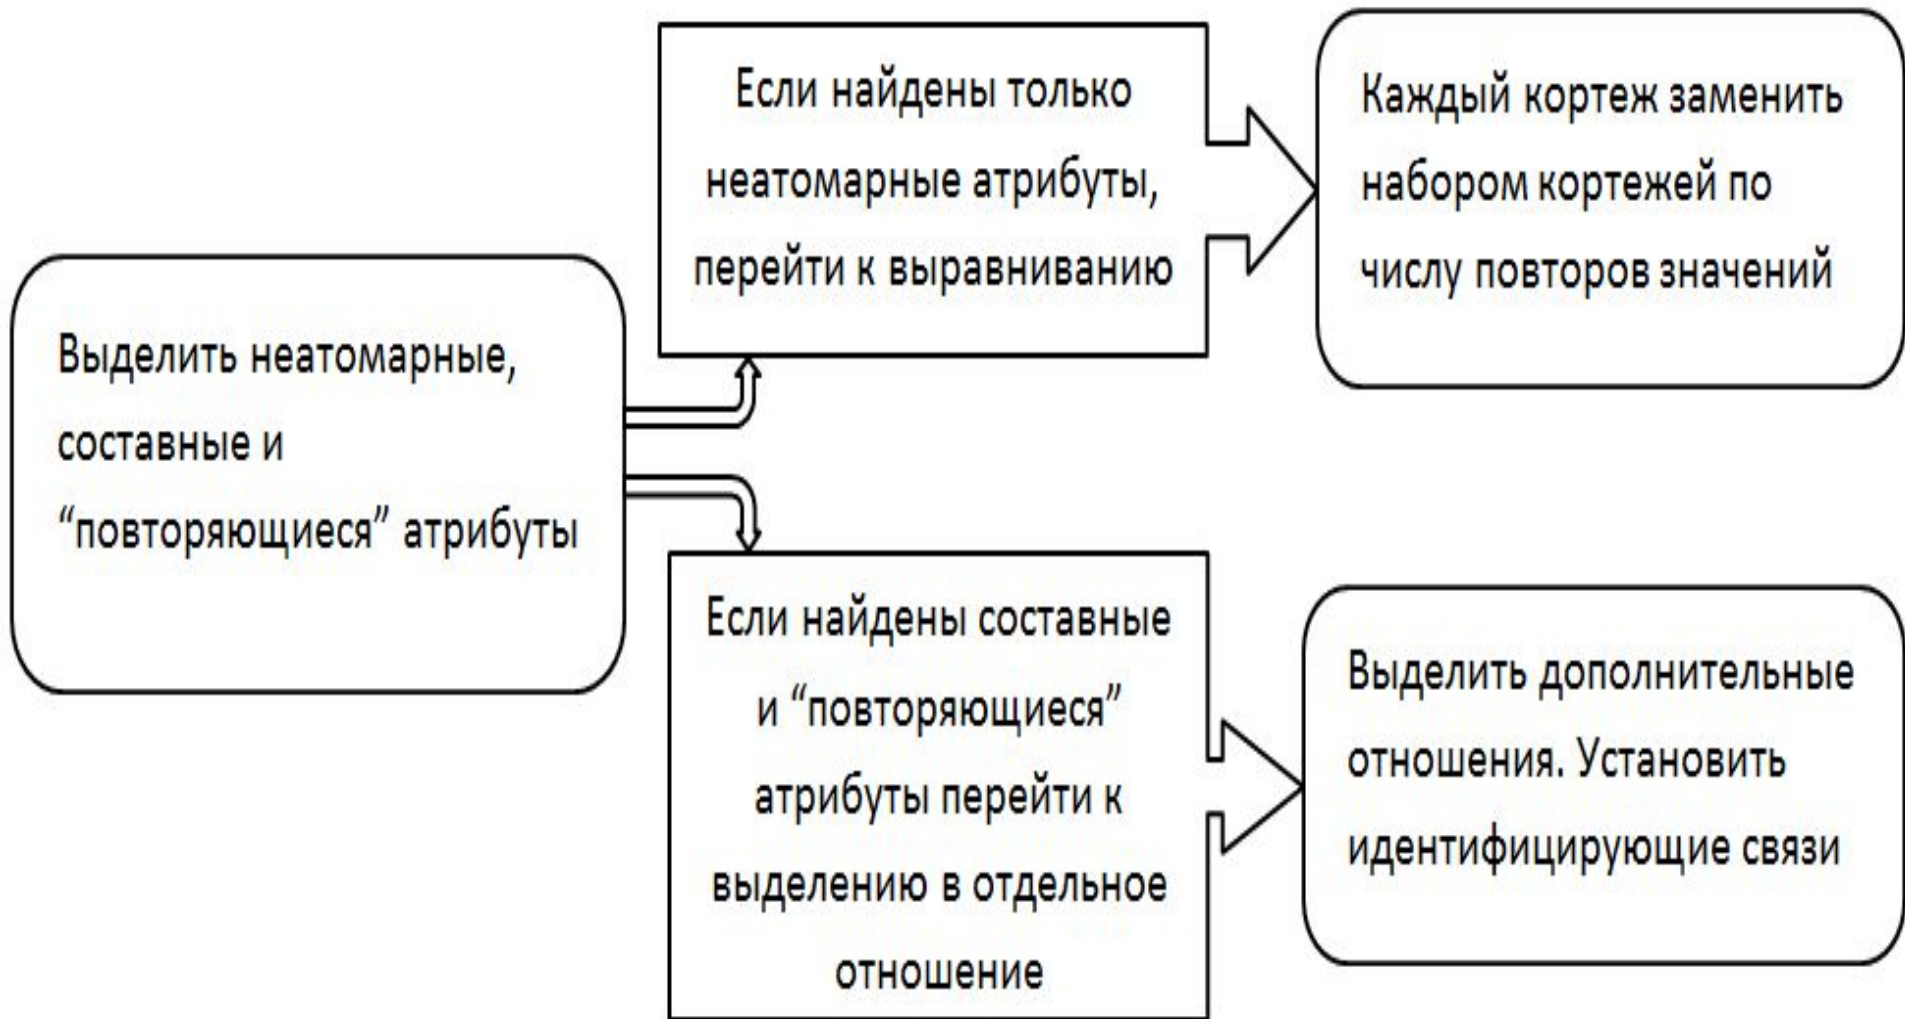 Выделить неатомарные,
составные и
“повторяющиеся” атрибуты
Если найдены только
неатомарные атрибуты,
перейти к выравниванию
Каждый кортеж заменить
набором кортежей по
числу повторов значений
Если найдены составные
и “повторяющиеся”
атрибуты перейти к
выделению в отдельное
отношение
Выделить дополнительные
отношения. Установить
идентифицирующие связи